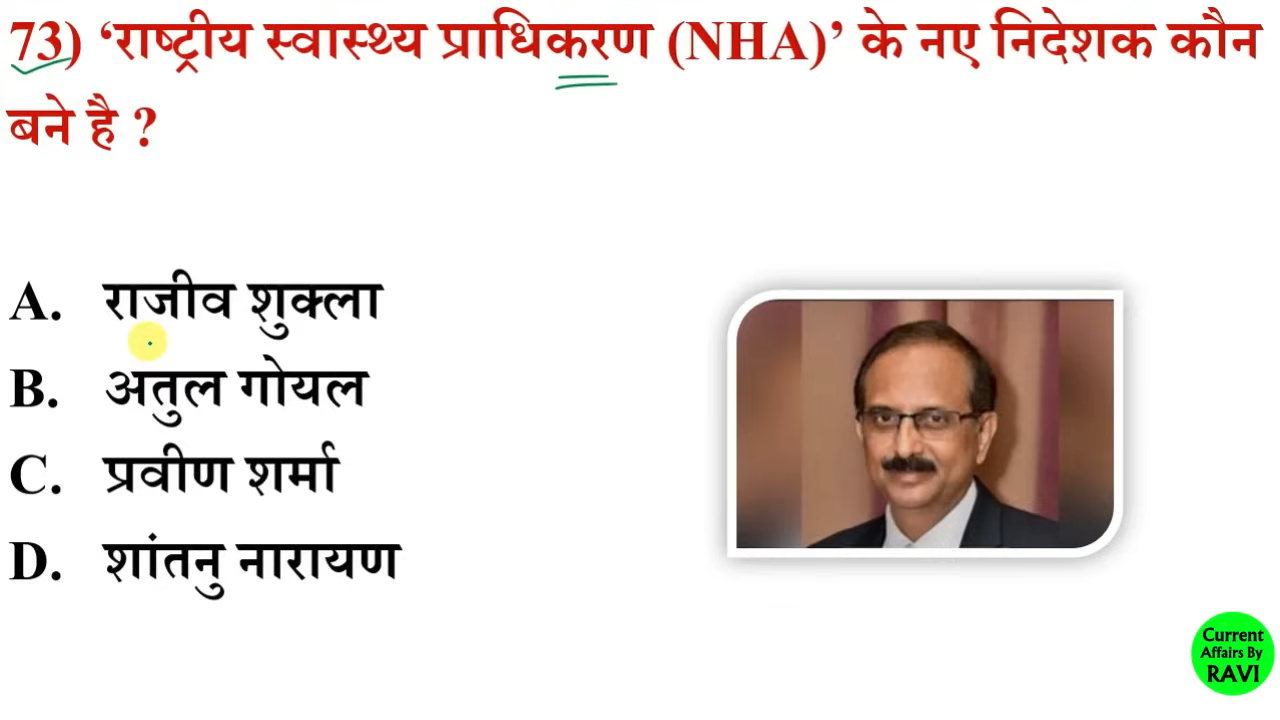 73) ‘राष्ट्रीय स्वास्थ्य प्राधिकरण (NHA)’ के नए निदेशक कौन
बने है ?
A. राजीव शुक्ला
B. अतुल गोयल
C. प्रवीण शर्मा
D. शांतनु नारायण
Current
Affairs By
RAVI